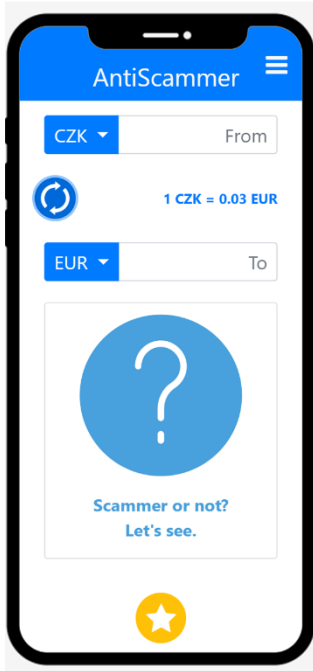 AntiScammer
CZK
From
1 CZK = 0.03 EUR
EUR
To
Scammer or not?
Let's see.